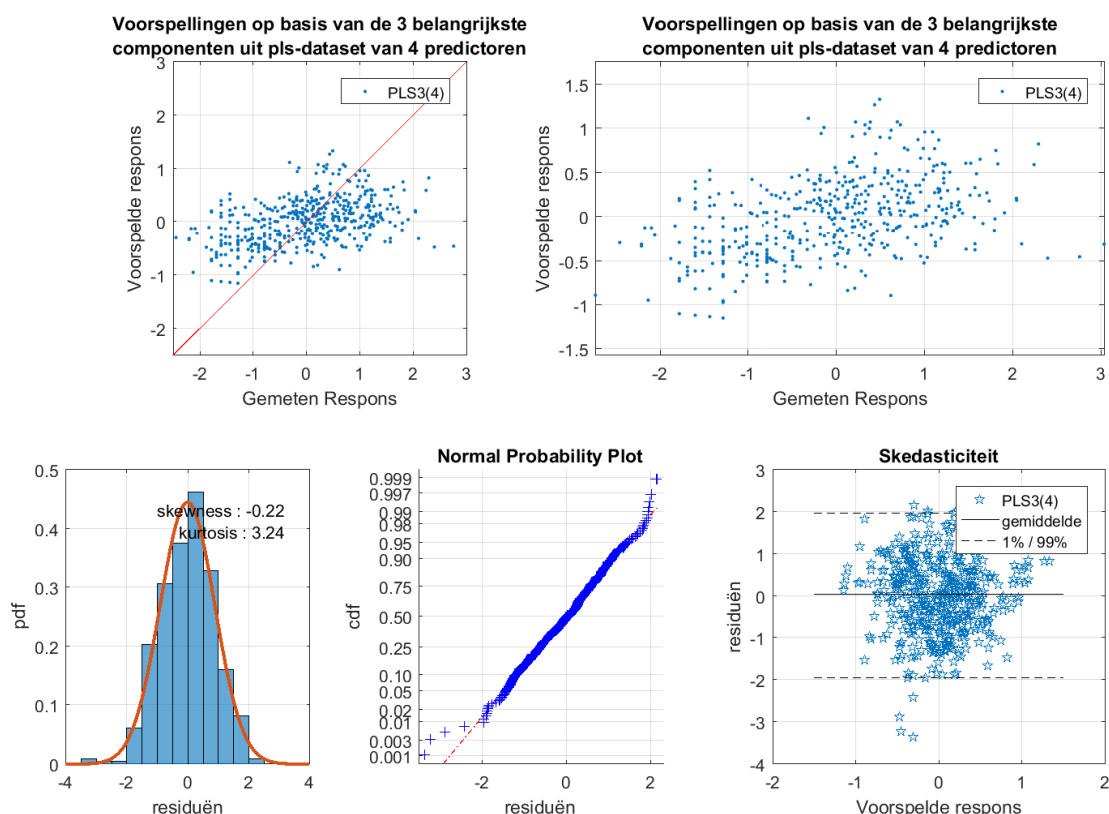 Voorspellingen op basis van de 3 belangrijkste
componenten uit pls-dataset van 4 predictoren
3
2
1
0
-1
-2
Voorspelde respons
PLS3(4)
-2
-1
0
1
2
3
Gemeten Respons
Voorspellingen op basis van de 3 belangrijkste
componenten uit pls-dataset van 4 predictoren
1.5
1
0.5
0
-0.5
-1
-1.5
Voorspelde respons
PLS3(4)
-2
-1
0
1
2
3
Gemeten Respons
0.5
0.4
0.3
0.2
0.1
0
pdf
skewness : -0.22
kurtosis : 3.24
-4
-2
0
2
4
residuën
Normal Probability Plot
0.999
0.997
0.99
0.98
0.95
0.90
0.75
0.50
0.25
0.10
0.05
0.02
0.01
0.003
0.001
cdf
-2
0
2
residuën
Skedasticiteit
3
2
1
0
-1
-2
-3
-4
residuën
PLS3(4)
gemiddelde
1% / 99%
-2
-1
0
1
2
Voorspelde respons